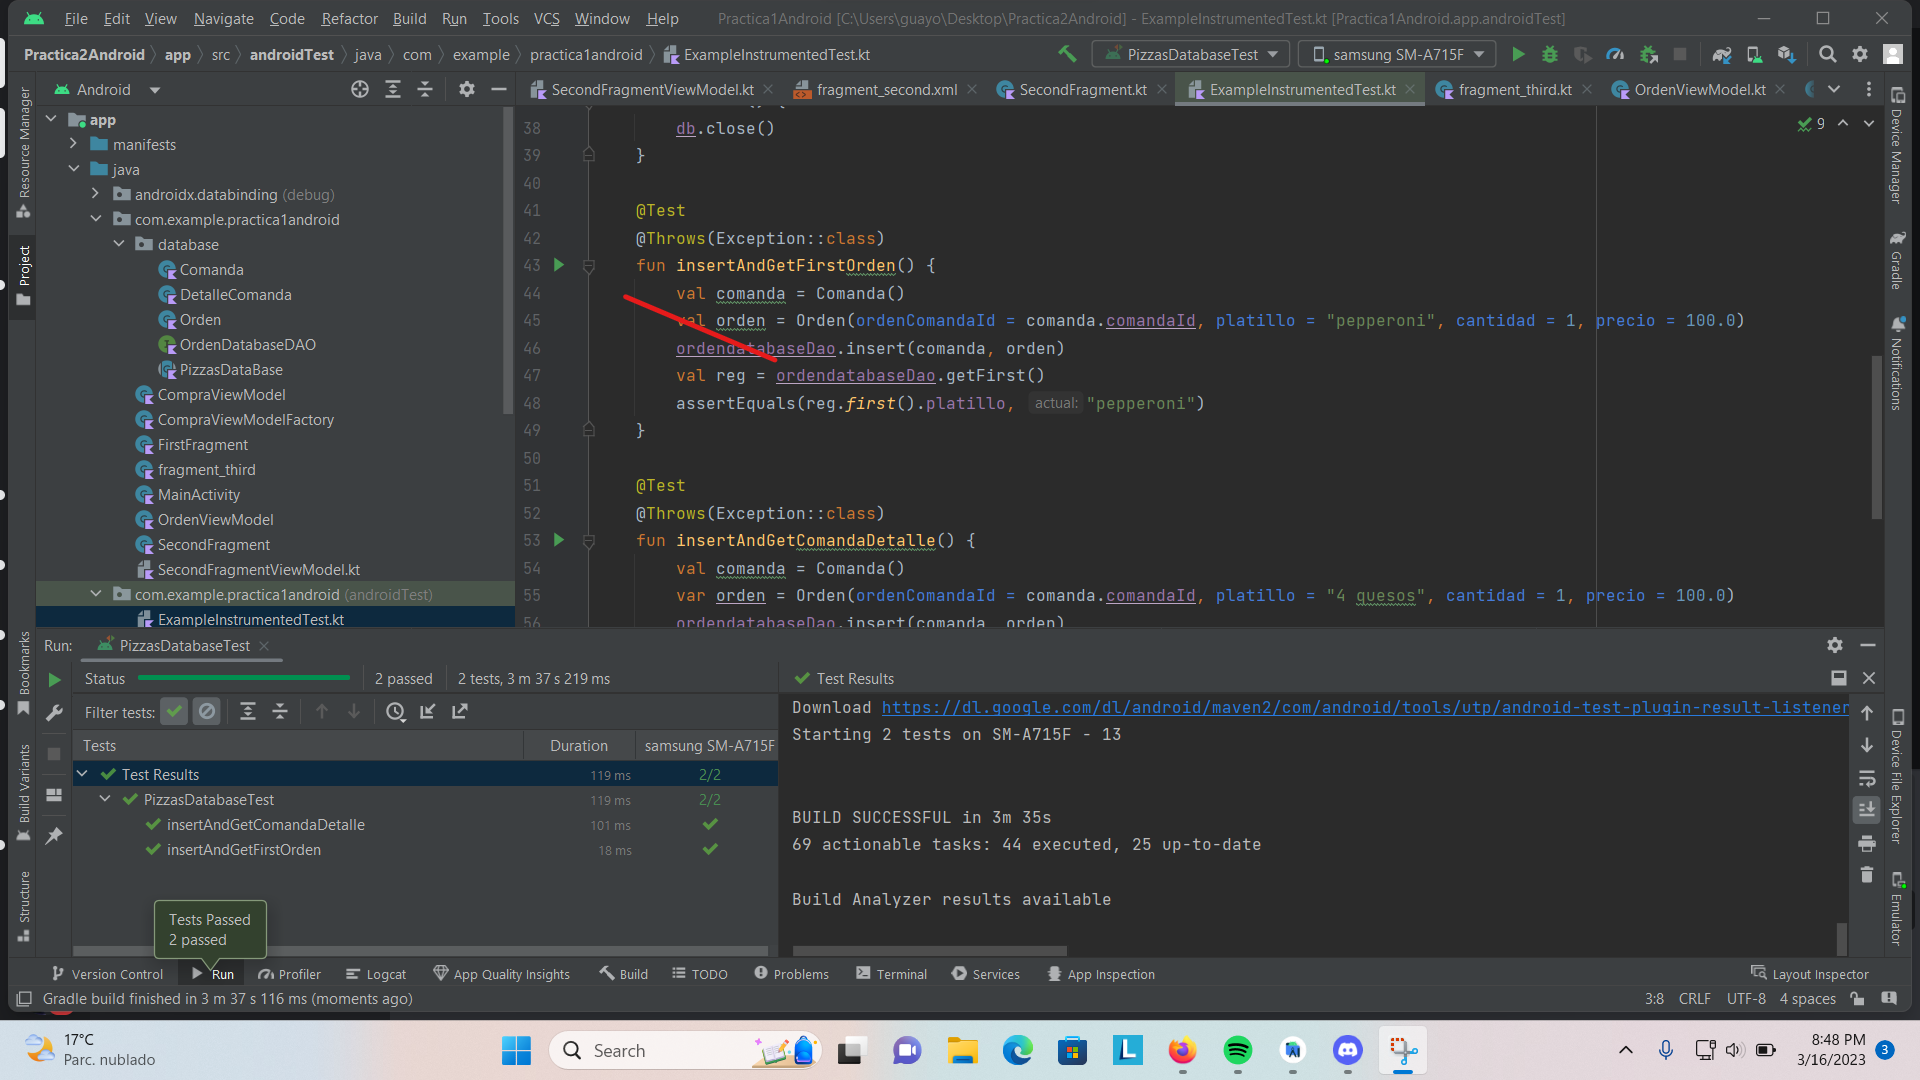 File Edit View Navigate Code Refactor Build Run Tools VCS Window Help Practica1Android [C:\Users\guayo\Desktop\Practica2Android] - ExampleInstrumentedTest.kt [Practica1Android.app.androidTest]
Practica2Android app src androidTest java com example practica1android ExampleInstrumentedTest.kt PizzasDatabaseTest samsung SM-A715F
Android SecondFragmentViewModel.kt fragment_second.xml SecondFragment.kt ExampleInstrumentedTest.kt fragment_third.kt OrdenViewModel.kt
Resource Manager
Project
Bookmarks
Build Variants
Structure
app
manifests
java
androidx.databinding (debug)
com.example.practica1android
database
Comanda
DetalleComanda
Orden
OrdenDatabaseDAO
PizzasDataBase
CompraViewModel
CompraViewModelFactory
FirstFragment
fragment_third
MainActivity
OrdenViewModel
SecondFragment
SecondFragmentViewModel.kt
com.example.practica1android (androidTest)
ExampleInstrumentedTest.kt
9
38 db.close()
39 }
40
41 @Test
42 @Throws(Exception::class)
43 fun insertAndGetFirstOrden() {
44 val comanda = Comanda()
45 val orden = Orden(ordenComandaId = comanda.comandaId, platillo = "pepperoni", cantidad = 1, precio = 100.0)
46 ordendatabaseDao.insert(comanda, orden)
47 val reg = ordendatabaseDao.getFirst()
48 assertEquals(reg.first().platillo, actual: "pepperoni")
49 }
50
51 @Test
52 @Throws(Exception::class)
53 fun insertAndGetComandaDetalle() {
54 val comanda = Comanda()
55 var orden = Orden(ordenComandaId = comanda.comandaId, platillo = "4 quesos", cantidad = 1, precio = 100.0)
56 ordendatabaseDao.insert(comanda, orden)
Device Manager
Gradle
Notifications
Device File Explorer
Emulator
Run: PizzasDatabaseTest
Status 2 passed 2 tests, 3 m 37 s 219 ms
Filter tests:
Tests Duration samsung SM-A715F
Test Results 119 ms 2/2
PizzasDatabaseTest 119 ms 2/2
insertAndGetComandaDetalle 101 ms
insertAndGetFirstOrden 18 ms
Tests Passed
2 passed
Test Results
Download https://dl.google.com/dl/android/maven2/com/android/tools/utp/android-test-plugin-result-listener
Starting 2 tests on SM-A715F - 13
BUILD SUCCESSFUL in 3m 35s
69 actionable tasks: 44 executed, 25 up-to-date
Build Analyzer results available
Version Control Run Profiler Logcat App Quality Insights Build TODO Problems Terminal Services App Inspection Layout Inspector
Gradle build finished in 3 m 37 s 116 ms (moments ago) 3:8 CRLF UTF-8 4 spaces
17°C
Parc. nublado
Search
8:48 PM
3/16/2023
3